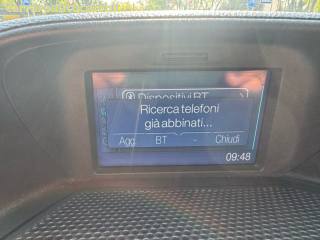 Dispositivi BT
Ricerca telefoni
già abbinati...
Agg. BT - Chiudi
09:48